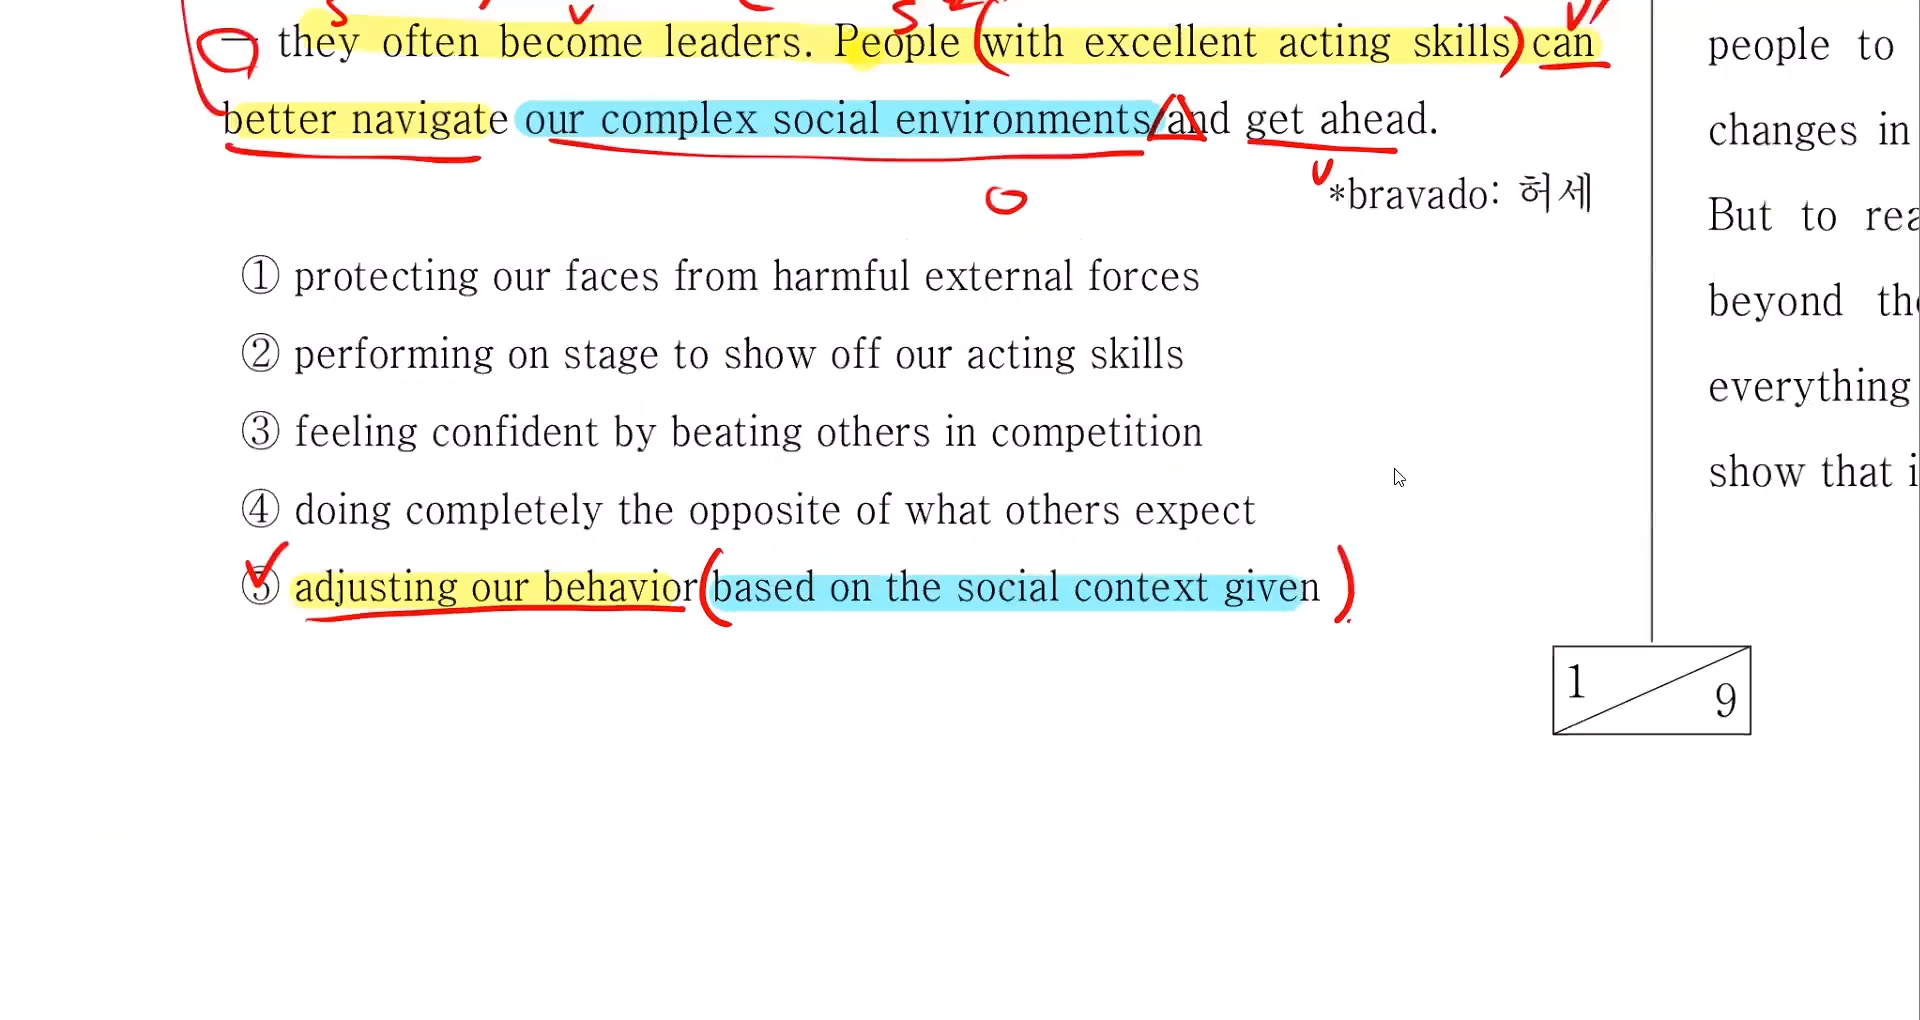 — they often become leaders. People (with excellent acting skills) can
better navigate our complex social environments and get ahead.
*bravado: 허세
① protecting our faces from harmful external forces
② performing on stage to show off our acting skills
③ feeling confident by beating others in competition
④ doing completely the opposite of what others expect
⑤ adjusting our behavior (based on the social context given)
1
9
people to
changes in
But to
beyond
everything
show that